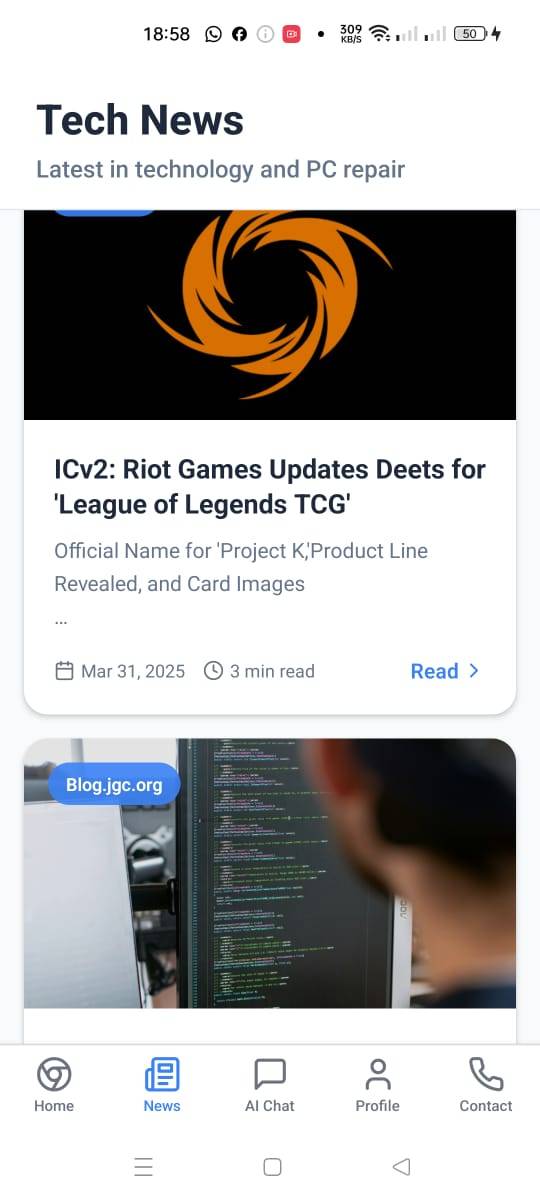 18:58
309
KB/S
50
Tech News
Latest in technology and PC repair
ICv2: Riot Games Updates Deets for
'League of Legends TCG'
Official Name for 'Project K,'Product Line
Revealed, and Card Images
...
Mar 31, 2025
3 min read
Read
Blog.jgc.org
AOC
Home
News
AI Chat
Profile
Contact